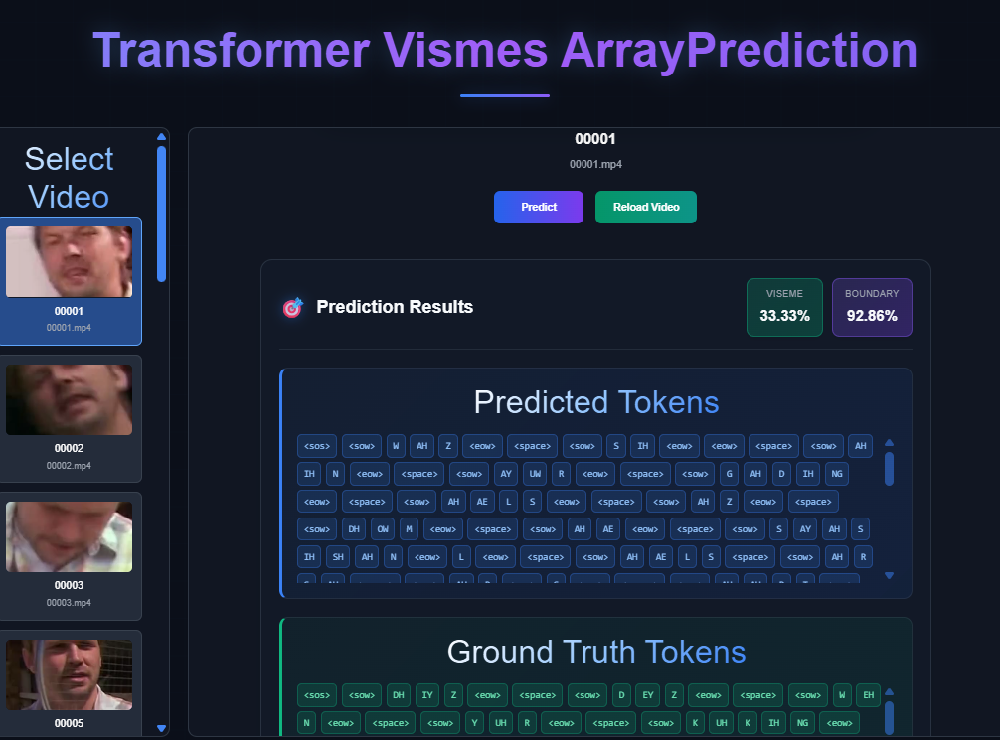 Transformer Vismes ArrayPrediction
Select
Video
00001
00001.mp4
00002
00002.mp4
00003
00003.mp4
00005
00001
00001.mp4
Predict
Reload Video
🎯 Prediction Results
VISEME
33.33%
BOUNDARY
92.86%
Predicted Tokens
<sos> <sow> W AH Z <eow> <space> <sow> S IH <eow> <eow> <space> <sow> AH
IH N <eow> <space> <sow> AY UW R <eow> <space> <sow> G AH D IH NG
<eow> <space> <sow> AH AE L S <eow> <space> <sow> AH Z <eow> <space>
<sow> DH OW M <eow> <space> <sow> AH AE <eow> <space> <sow> S AY AH S
IH SH AH N <eow> L <eow> <space> <sow> AH AE L S <space> <sow> AH R
Ground Truth Tokens
<sos> <sow> DH IY Z <eow> <space> <sow> D EY Z <eow> <space> <sow> W EH
N <eow> <space> <sow> Y UH R <eow> <space> <sow> K UH K IH NG <eow>